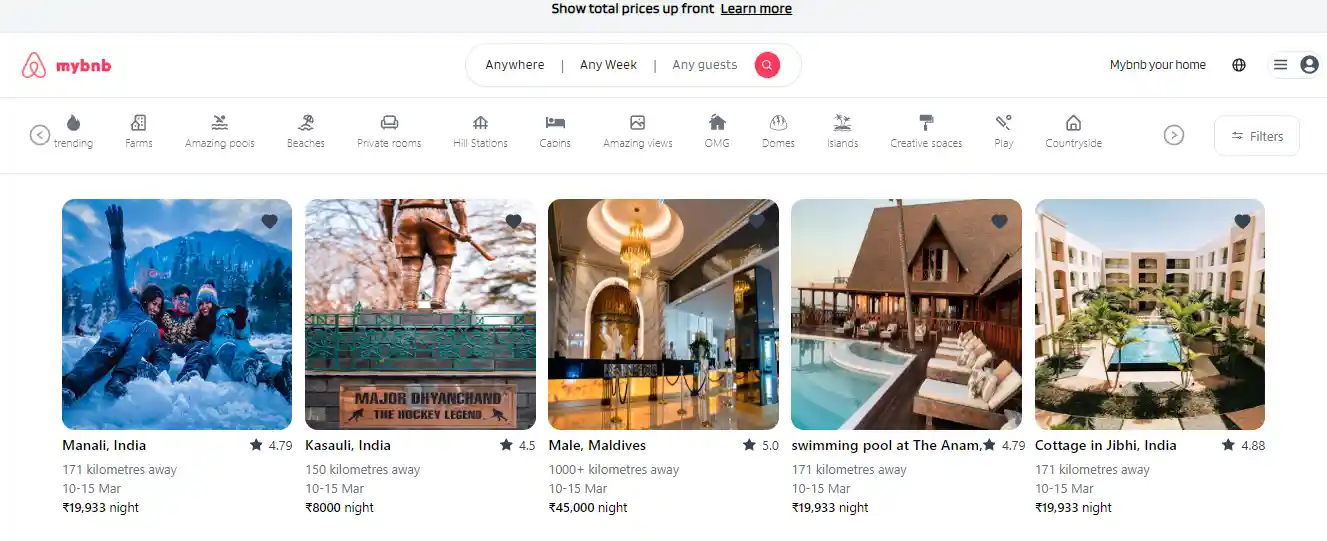 Show total prices up front Learn more
mybnb
Anywhere | Any Week | Any guests
Mybnb your home
trending
Farms
Amazing pools
Beaches
Private rooms
Hill Stations
Cabins
Amazing views
OMG
Domes
Islands
Creative spaces
Play
Countryside
Filters
MAJOR DHYANCHAND
THE HOCKEY LEGEND
Manali, India 4.79
171 kilometres away
10-15 Mar
₹19,933 night
Kasauli, India 4.5
150 kilometres away
10-15 Mar
₹8000 night
Male, Maldives 5.0
1000+ kilometres away
10-15 Mar
₹45,000 night
swimming pool at The Anam, 4.79
171 kilometres away
10-15 Mar
₹19,933 night
Cottage in Jibhi, India 4.88
171 kilometres away
10-15 Mar
₹19,933 night